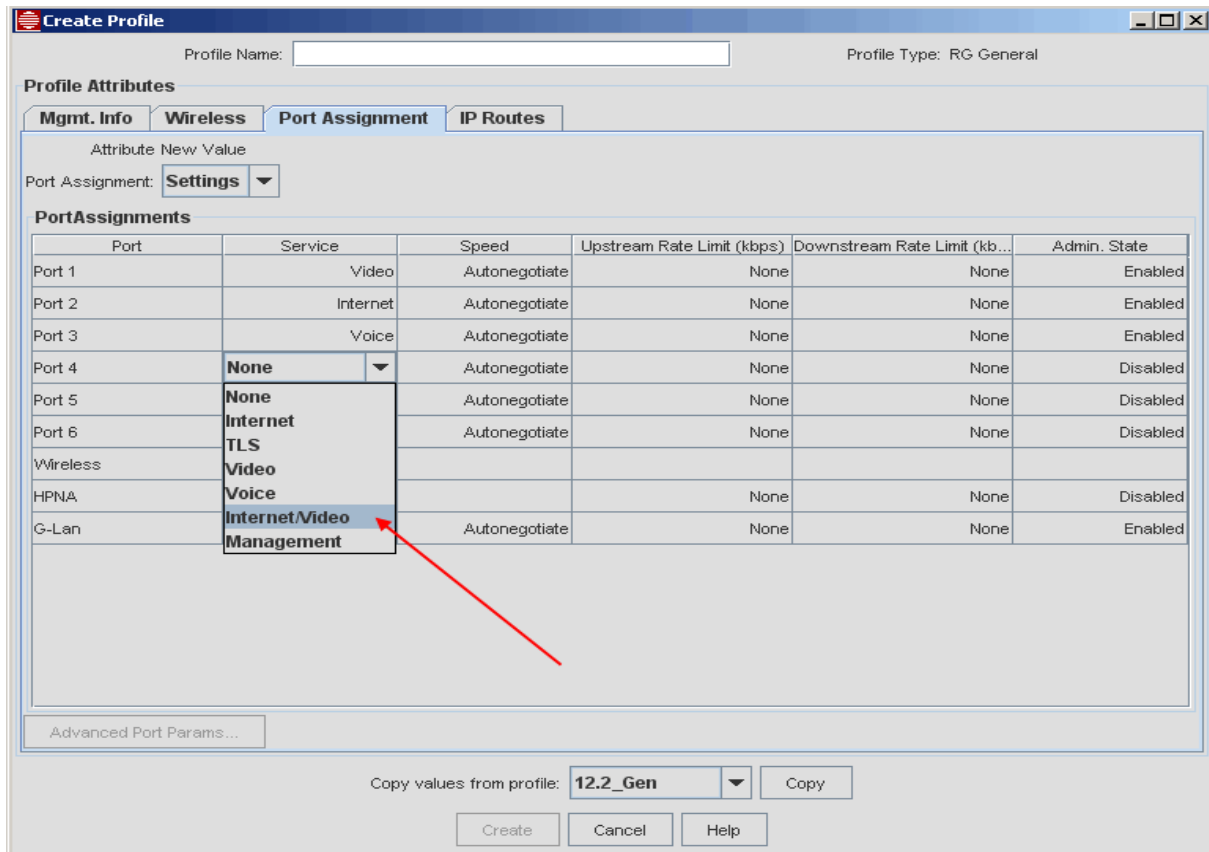 Create Profile
Profile Name: Profile Type: RG General
Profile Attributes
Mgmt. Info Wireless Port Assignment IP Routes
Attribute New Value
Port Assignment: Settings
PortAssignments
Port Service Speed Upstream Rate Limit (kbps) Downstream Rate Limit (kb... Admin. State
Port 1 Video Autonegotiate None None Enabled
Port 2 Internet Autonegotiate None None Enabled
Port 3 Voice Autonegotiate None None Enabled
Port 4 None Autonegotiate None None Disabled
Port 5 None Autonegotiate None None Disabled
Internet
Port 6 TLS Autonegotiate None None Disabled
Wireless Video
HPNA Voice None None Disabled
G-Lan Internet/Video Autonegotiate None None Enabled
Management
Advanced Port Params...
Copy values from profile: 12.2_Gen Copy
Create Cancel Help